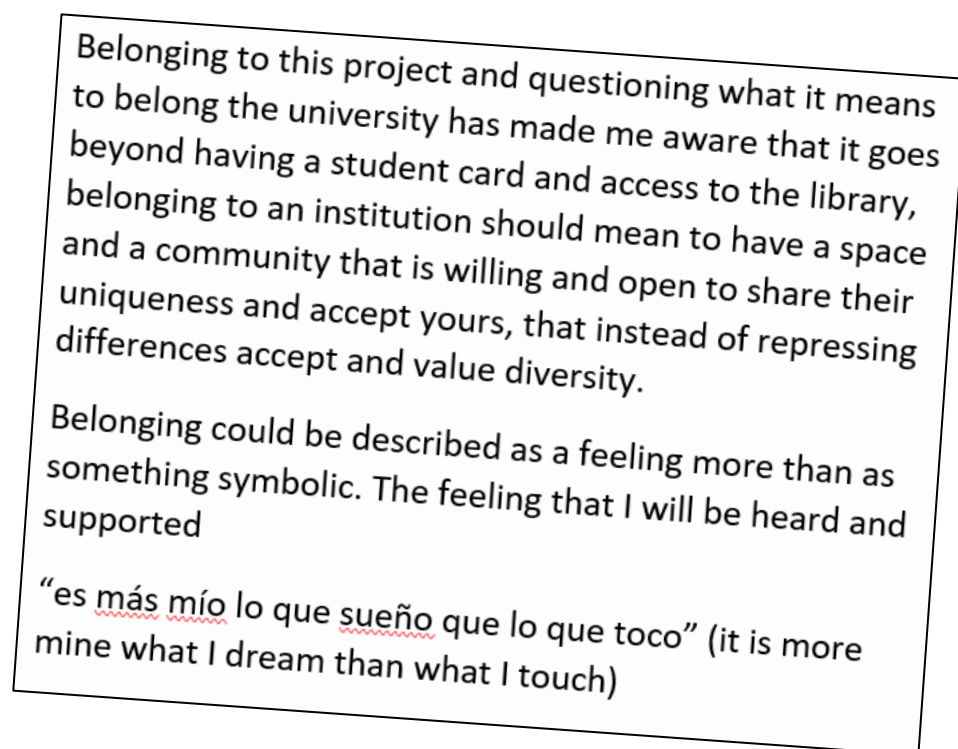 Belonging to this project and questioning what it means
to belong the university has made me aware that it goes
beyond having a student card and access to the library,
belonging to an institution should mean to have a space
and a community that is willing and open to share their
uniqueness and accept yours, that instead of repressing
differences accept and value diversity.
Belonging could be described as a feeling more than as
something symbolic. The feeling that I will be heard and
supported
“es más mío lo que sueño que lo que toco” (it is more
mine what I dream than what I touch)